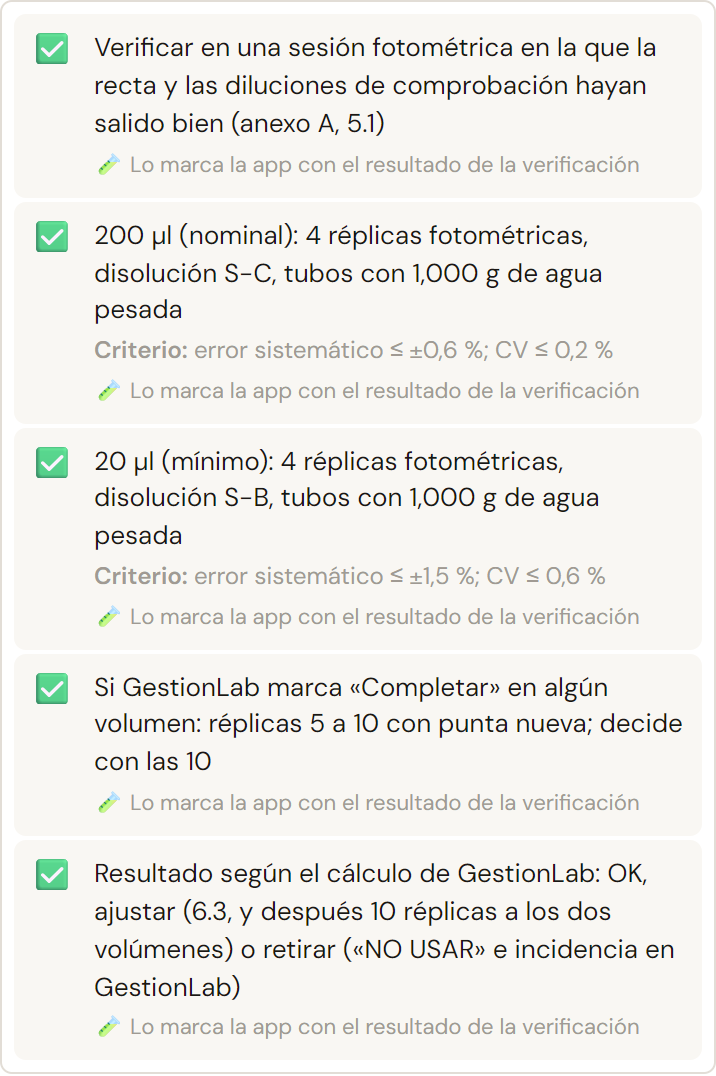 Verificar en una sesión fotométrica en la que la
recta y las diluciones de comprobación hayan
salido bien (anexo A, 5.1)
Lo marca la app con el resultado de la verificación
200 µl (nominal): 4 réplicas fotométricas,
disolución S-C, tubos con 1,000 g de agua
pesada
Criterio: error sistemático ≤ ±0,6 %; CV ≤ 0,2 %
Lo marca la app con el resultado de la verificación
20 µl (mínimo): 4 réplicas fotométricas,
disolución S-B, tubos con 1,000 g de agua
pesada
Criterio: error sistemático ≤ ±1,5 %; CV ≤ 0,6 %
Lo marca la app con el resultado de la verificación
Si GestionLab marca «Completar» en algún
volumen: réplicas 5 a 10 con punta nueva; decide
con las 10
Lo marca la app con el resultado de la verificación
Resultado según el cálculo de GestionLab: OK,
ajustar (6.3, y después 10 réplicas a los dos
volúmenes) o retirar («NO USAR» e incidencia en
GestionLab)
Lo marca la app con el resultado de la verificación